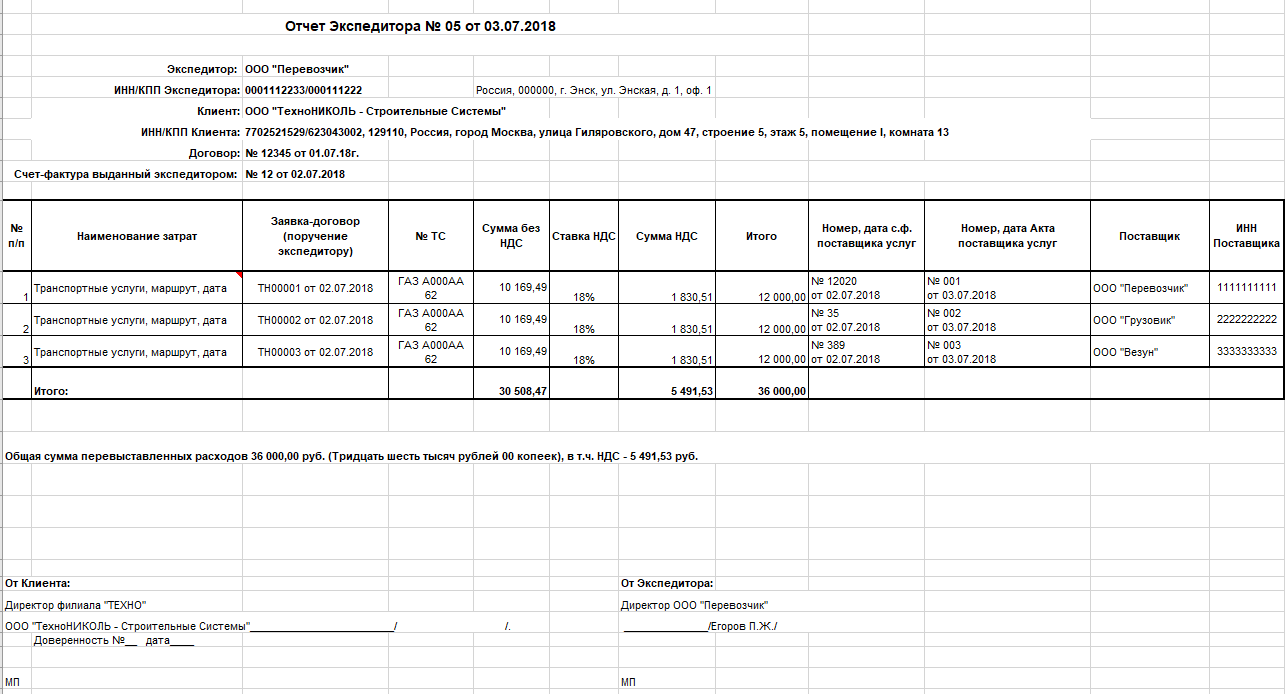 Отчет Экспедитора № 05 от 03.07.2018
Экспедитор: ООО "Перевозчик"
ИНН/КПП Экспедитора: 0001112233/000111222 Россия, 000000, г. Энск, ул. Энская, д. 1, оф. 1
Клиент: ООО "ТехноНИКОЛЬ - Строительные Системы"
ИНН/КПП Клиента: 7702521529/623043002, 129110, Россия, город Москва, улица Гиляровского, дом 47, строение 5, этаж 5, помещение I, комната 13
Договор: № 12345 от 01.07.18г.
Счет-фактура выданный экспедитором: № 12 от 02.07.2018
№ п/п Наименование затрат Заявка-договор (поручение экспедитору) № ТС Сумма без НДС Ставка НДС Сумма НДС Итого Номер, дата с.ф. поставщика услуг Номер, дата Акта поставщика услуг Поставщик ИНН Поставщика
1 Транспортные услуги, маршрут, дата ТН00001 от 02.07.2018 ГАЗ А000АА 62 10 169,49 18% 1 830,51 12 000,00 № 12020 от 02.07.2018 № 001 от 03.07.2018 ООО "Перевозчик" 1111111111
2 Транспортные услуги, маршрут, дата ТН00002 от 02.07.2018 ГАЗ А000АА 62 10 169,49 18% 1 830,51 12 000,00 № 35 от 02.07.2018 № 002 от 03.07.2018 ООО "Грузовик" 2222222222
3 Транспортные услуги, маршрут, дата ТН00003 от 02.07.2018 ГАЗ А000АА 62 10 169,49 18% 1 830,51 12 000,00 № 389 от 02.07.2018 № 003 от 03.07.2018 ООО "Везун" 3333333333
Итого: 30 508,47 5 491,53 36 000,00
Общая сумма перевыставленных расходов 36 000,00 руб. (Тридцать шесть тысяч рублей 00 копеек), в т.ч. НДС - 5 491,53 руб.
От Клиента: От Экспедитора:
Директор филиала "ТЕХНО" Директор ООО "Перевозчик"
ООО "ТехноНИКОЛЬ - Строительные Системы"_______________________/ /. ______________/Егоров П.Ж./
Доверенность №__ дата____
МП МП